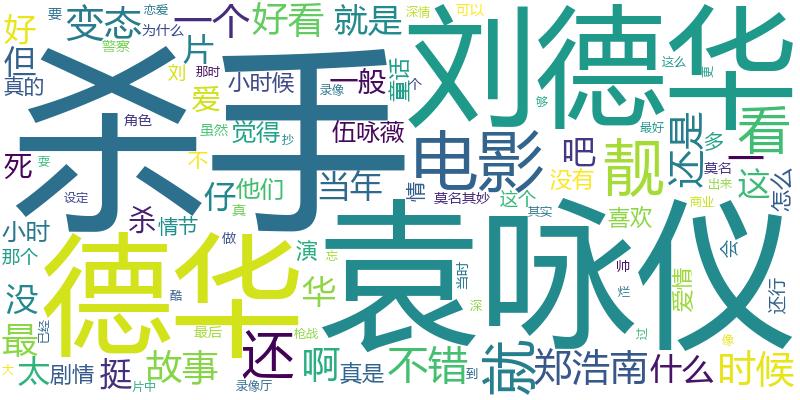 好
要
恋爱
变态
为什么
一个
好看
就是
深情
可以
刘德华
但
真的
警察
片
刘
那时
小时候
录像
一般
童话
个
这么
更
杀手
爱
角色
虽然
觉得
抄
伍咏薇
电影
吧
够
靓
最好
还是
多
看
一
死
耍
不
仔
他们
当年
情
莫名其妙
这个
没有
其实
喜欢
莫名
出来
商业
这
怎么
设定
杀
情节
真
小时
那个
做
德华
演
忘
华
当时
袁咏仪
帅
烂
爱情
会
还行
没
已经
最
酷
最后
枪战
还
深
过
像
大
太
剧情
挺
片中
故事
录像厅
啊
真是
不错
到
就
郑浩南
什么
时候